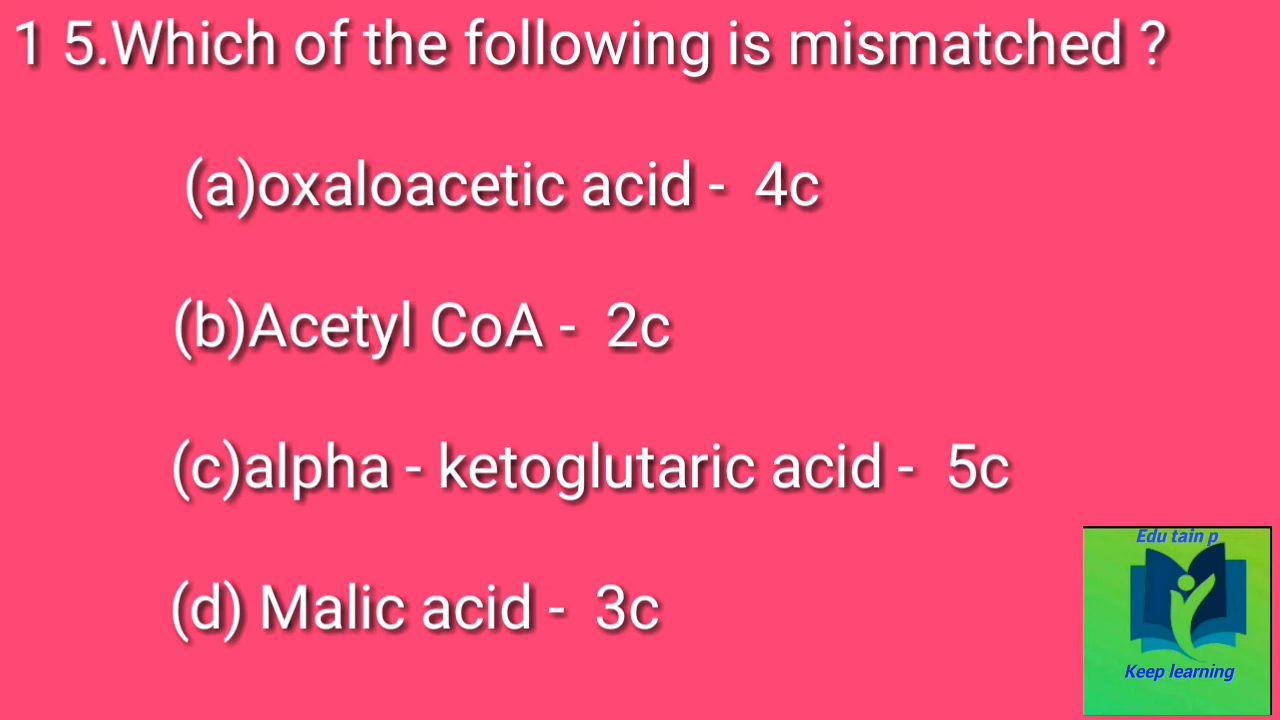 1 5.Which of the following is mismatched ?
(a)oxaloacetic acid - 4c
(b)Acetyl CoA - 2c
(c)alpha - ketoglutaric acid - 5c
(d) Malic acid - 3c
Edu tain p
Keep learning